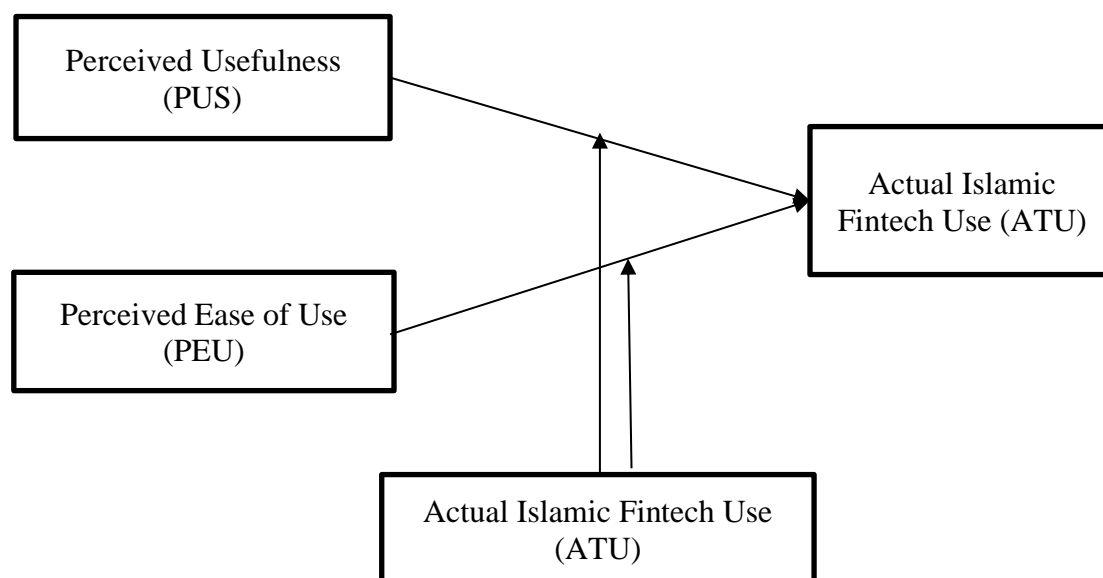 Perceived Usefulness
(PUS)
Actual Islamic
Fintech Use (ATU)
Perceived Ease of Use
(PEU)
Actual Islamic Fintech Use
(ATU)